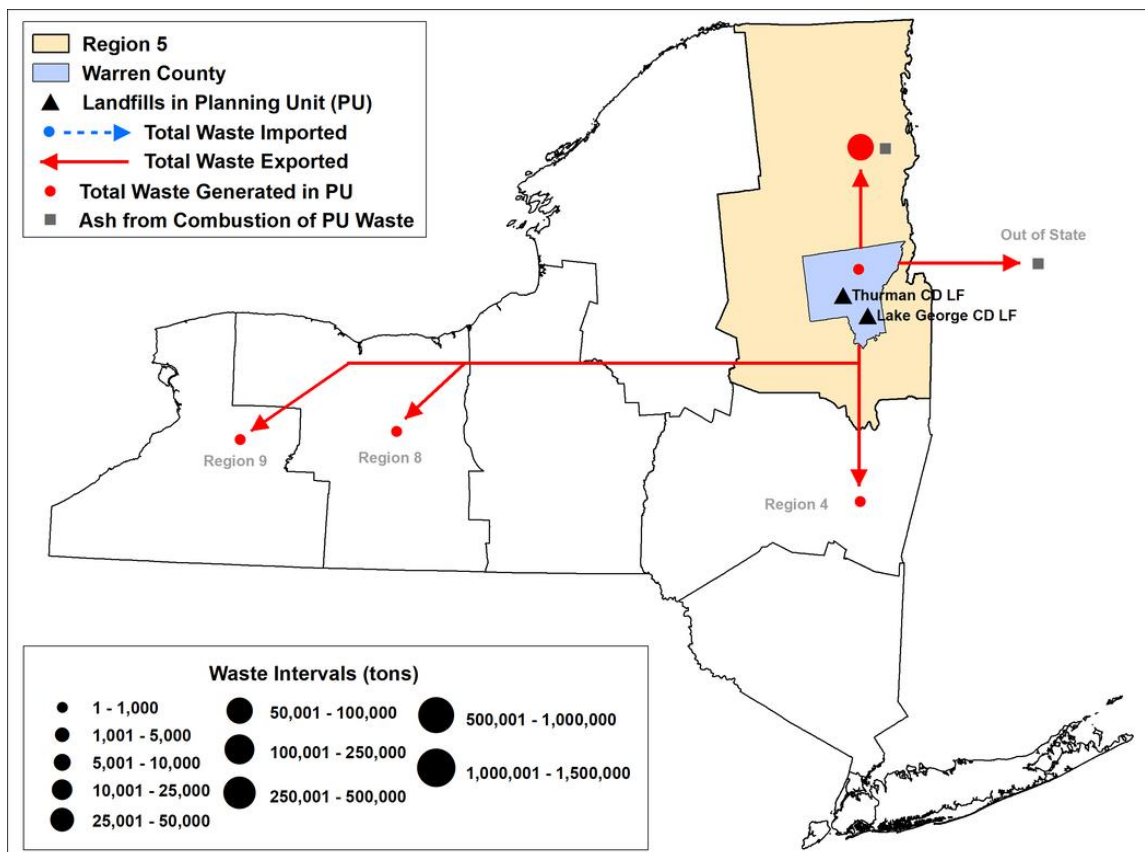 Region 5
Warren County
Landfills in Planning Unit (PU)
Total Waste Imported
Total Waste Exported
Total Waste Generated in PU
Ash from Combustion of PU Waste
Out of State
Thurman CD LF
Lake George CD LF
Region 9
Region 8
Region 4
Waste Intervals (tons)
1 - 1,000
1,001 - 5,000
5,001 - 10,000
10,001 - 25,000
25,001 - 50,000
50,001 - 100,000
100,001 - 250,000
250,001 - 500,000
500,001 - 1,000,000
1,000,001 - 1,500,000